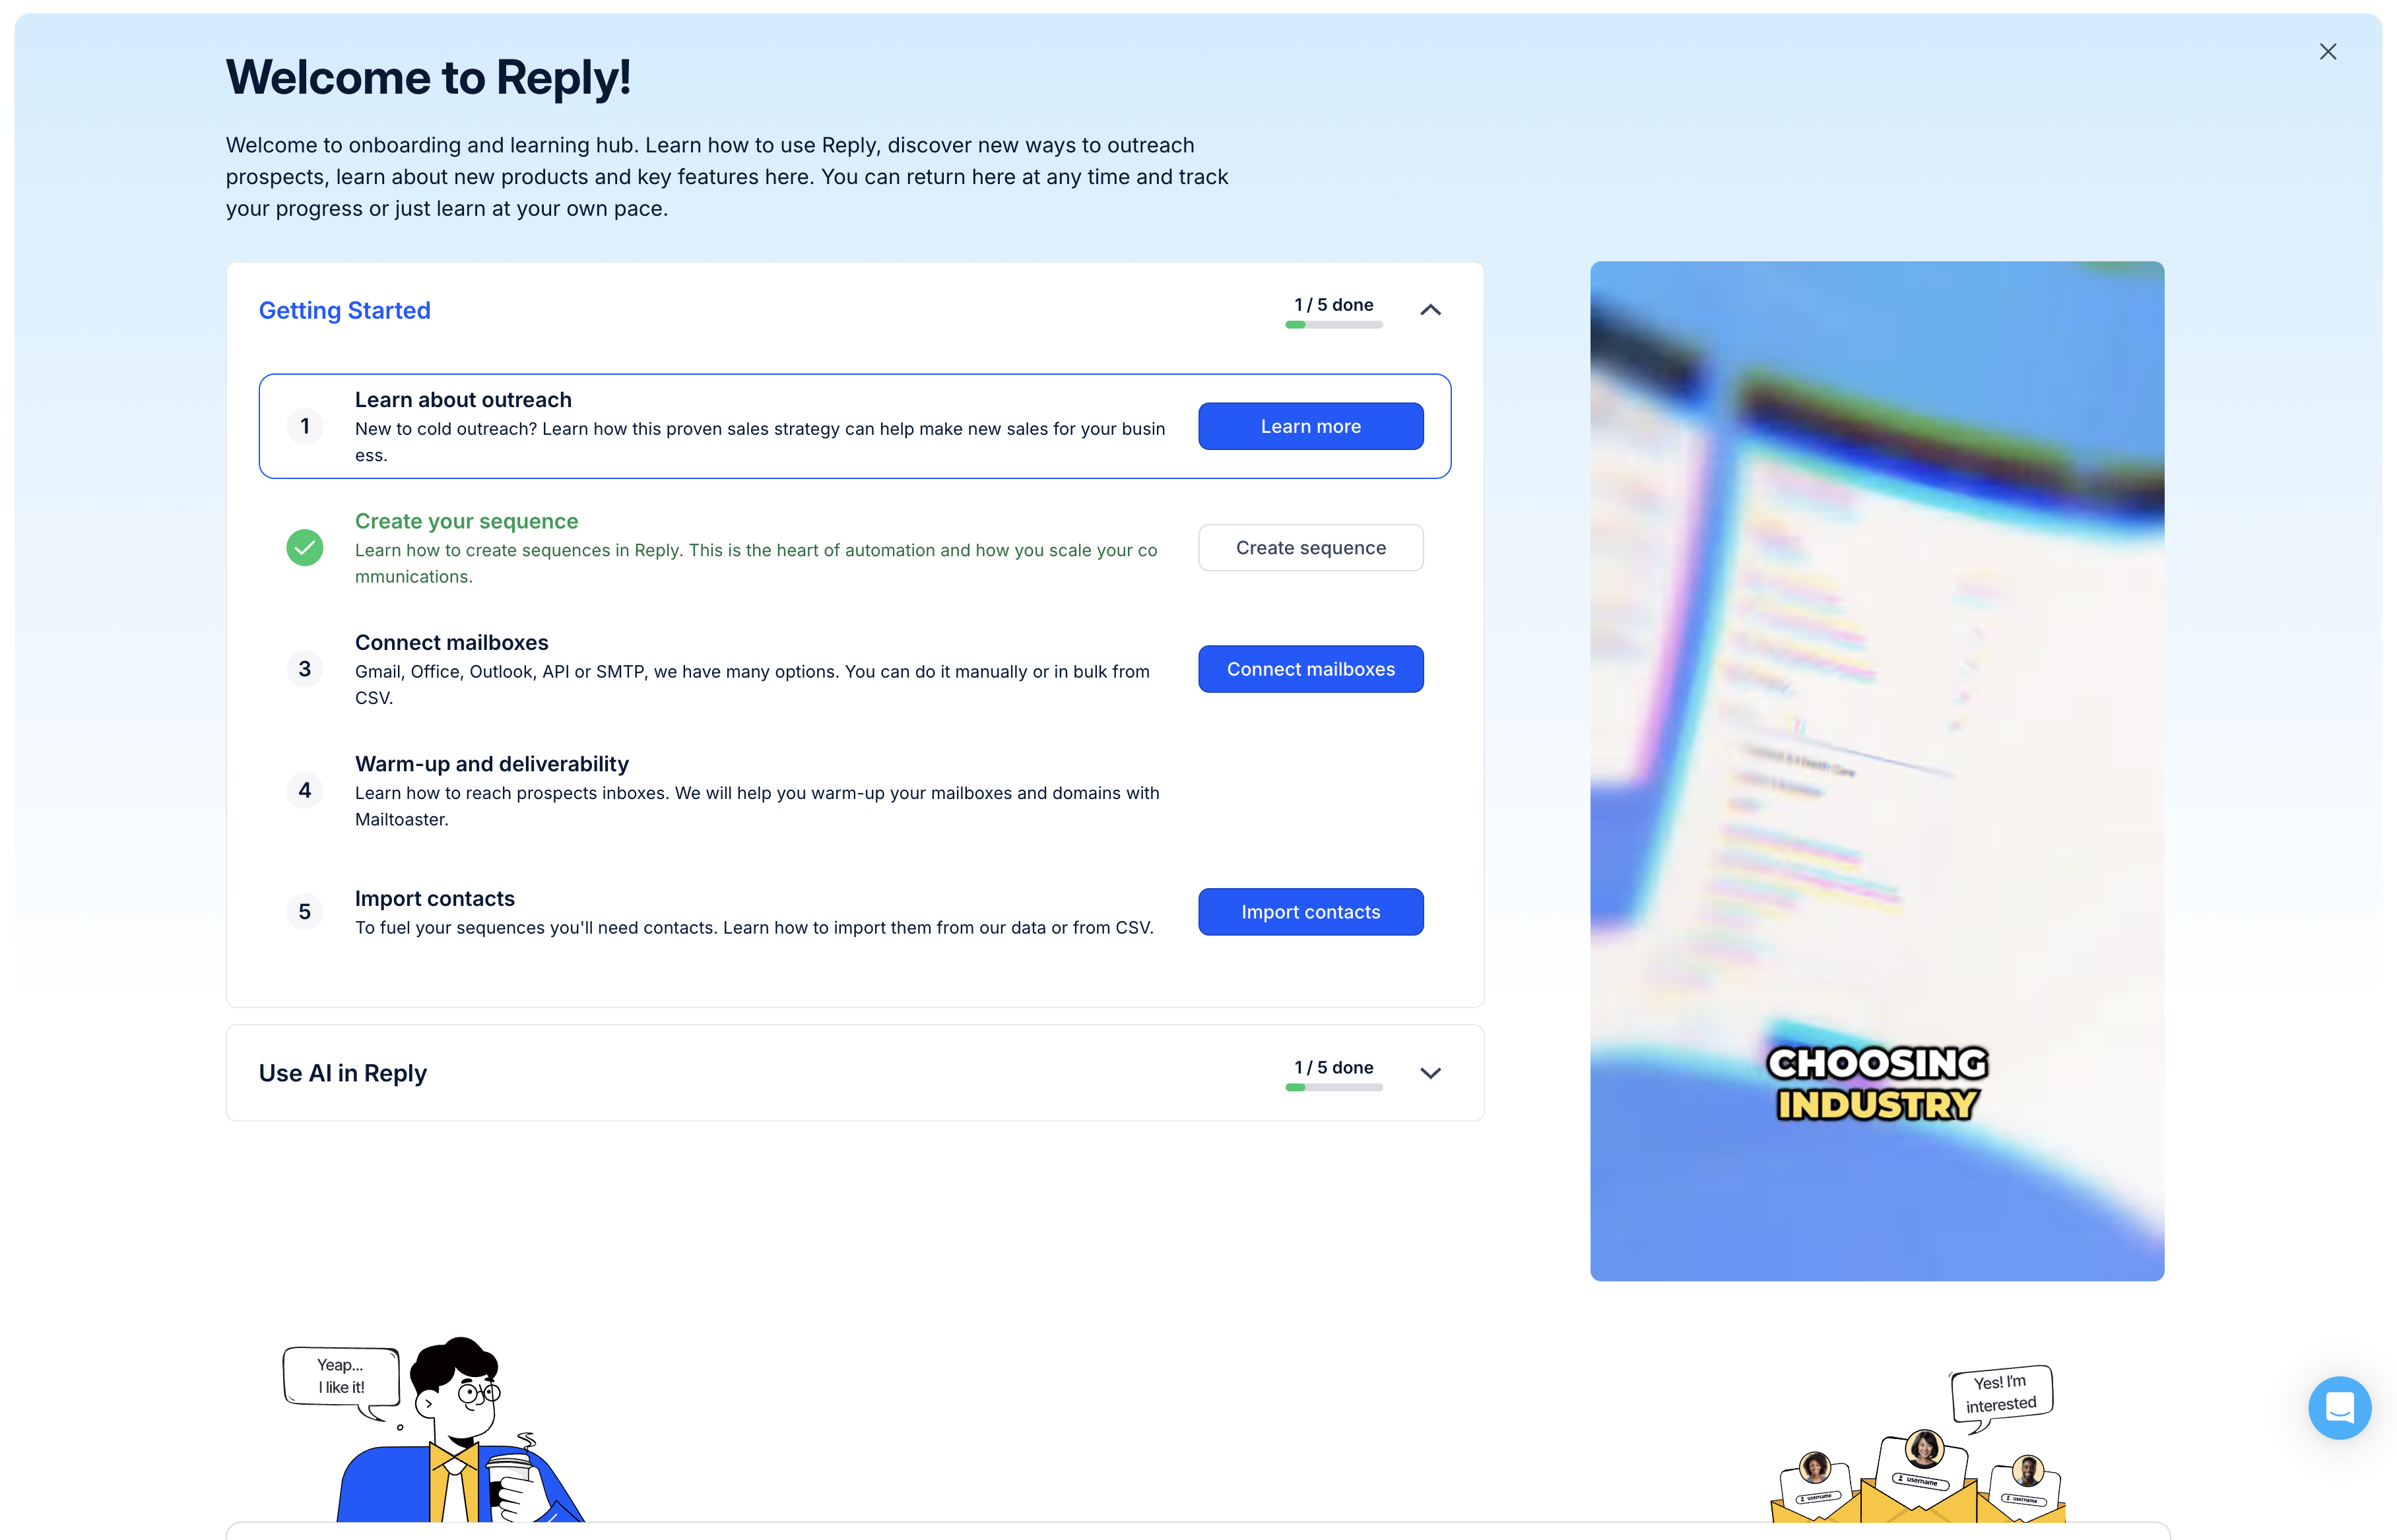 Welcome to Reply!
Welcome to onboarding and learning hub. Learn how to use Reply, discover new ways to outreach
prospects, learn about new products and key features here. You can return here at any time and track
your progress or just learn at your own pace.
Getting Started
1 / 5 done
1
Learn about outreach
New to cold outreach? Learn how this proven sales strategy can help make new sales for your busin
ess.
Learn more
Create your sequence
Learn how to create sequences in Reply. This is the heart of automation and how you scale your co
mmunications.
Create sequence
3
Connect mailboxes
Gmail, Office, Outlook, API or SMTP, we have many options. You can do it manually or in bulk from
CSV.
Connect mailboxes
4
Warm-up and deliverability
Learn how to reach prospects inboxes. We will help you warm-up your mailboxes and domains with
Mailtoaster.
5
Import contacts
To fuel your sequences you'll need contacts. Learn how to import them from our data or from CSV.
Import contacts
Use AI in Reply
1 / 5 done
CHOOSING
INDUSTRY
Yeap...
I like it!
Yes! I'm
interested
username
username
username